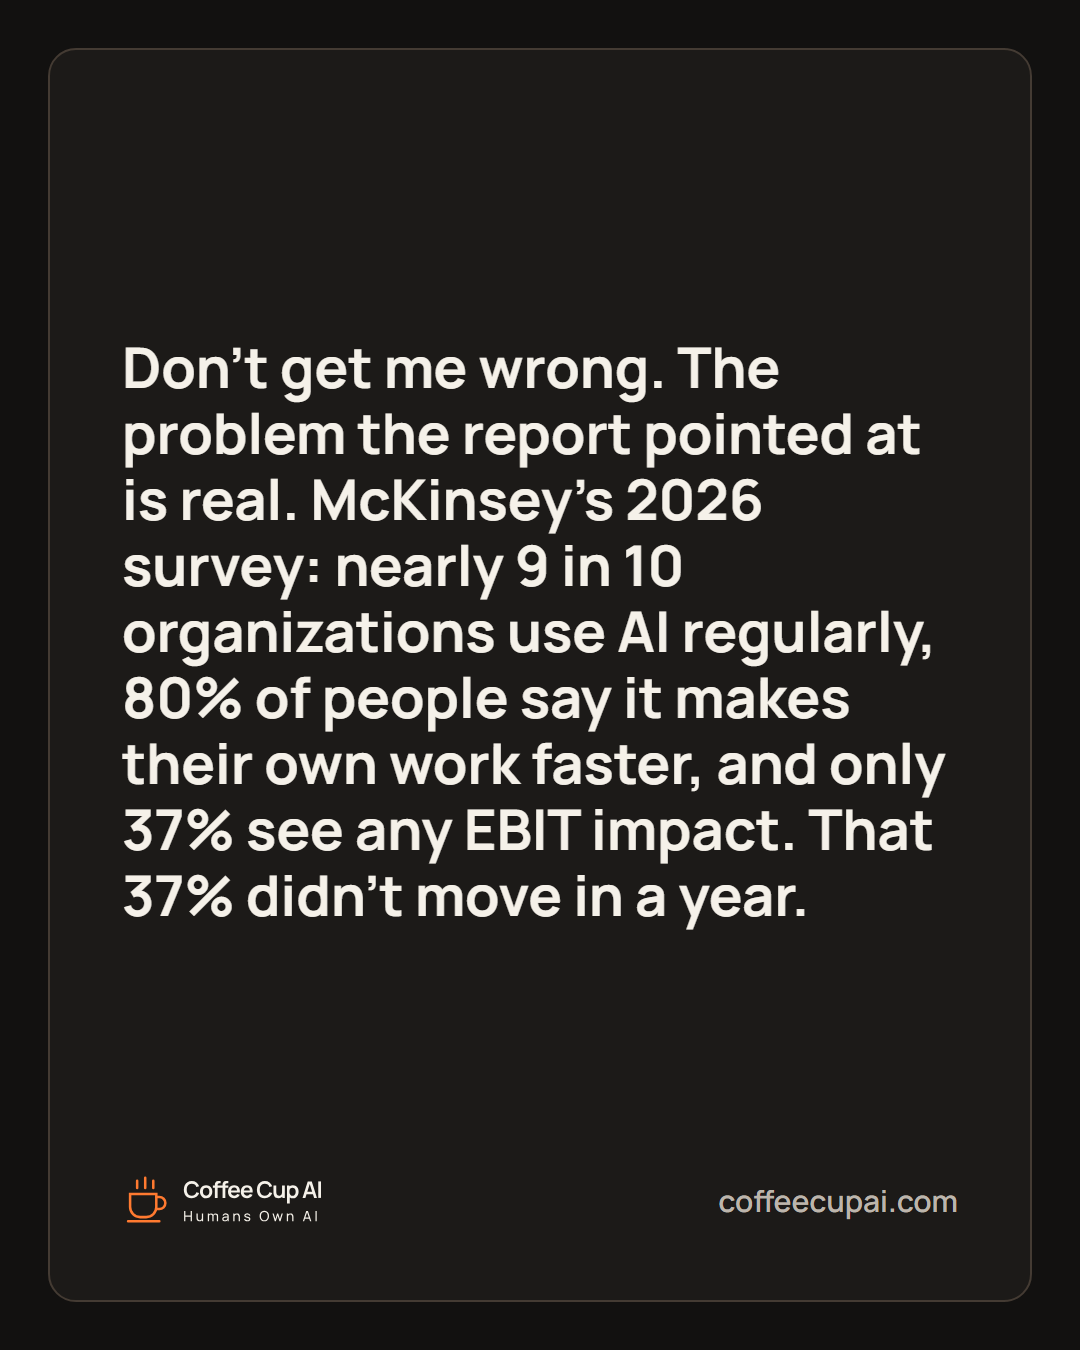 Don’t get me wrong. The
problem the report pointed at
is real. McKinsey’s 2026
survey: nearly 9 in 10
organizations use AI regularly,
80% of people say it makes
their own work faster, and only
37% see any EBIT impact. That
37% didn’t move in a year.
Coffee Cup AI
Humans Own AI
coffeecupai.com